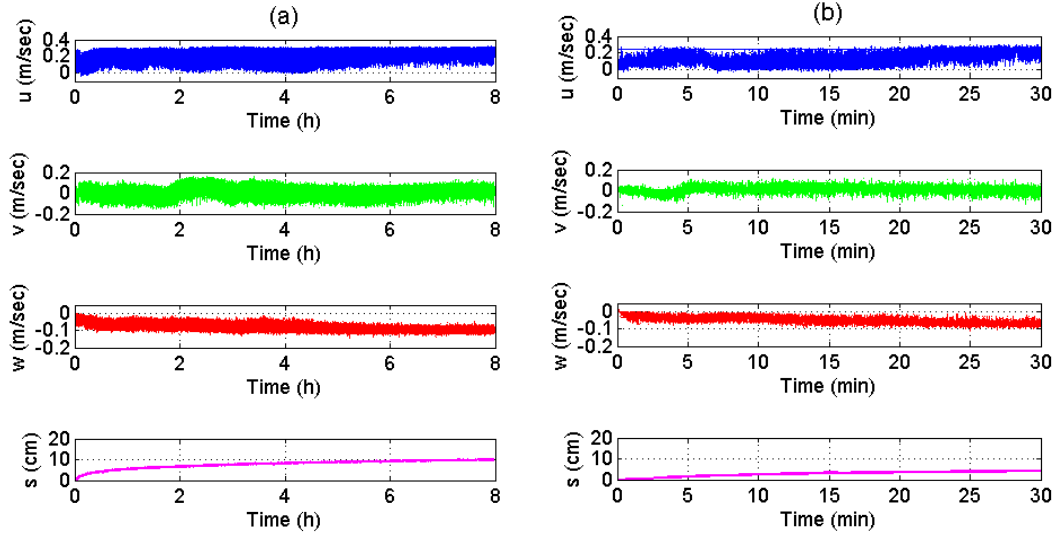 (a)
u (m/sec)
0.4
0.2
0
0 2 4 6 8
Time (h)
v (m/sec)
0.2
0
-0.2
0 2 4 6 8
Time (h)
w (m/sec)
0
-0.1
-0.2
0 2 4 6 8
Time (h)
s (cm)
20
10
0
0 2 4 6 8
Time (h)
(b)
u (m/sec)
0.4
0.2
0
0 5 10 15 20 25 30
Time (min)
v (m/sec)
0.2
0
-0.2
0 5 10 15 20 25 30
Time (min)
w (m/sec)
0
-0.1
-0.2
0 5 10 15 20 25 30
Time (min)
s (cm)
20
10
0
0 5 10 15 20 25 30
Time (min)